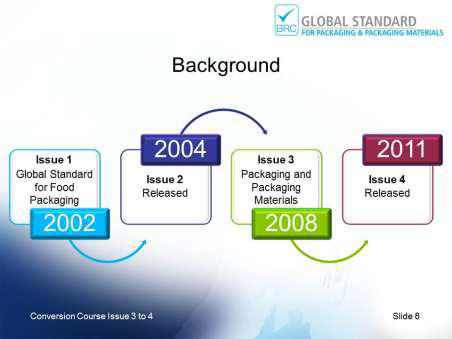 BRC
GLOBAL STANDARD
FOR PACKAGING & PACKAGING MATERIALS
Background
Issue 1
Global Standard
for Food
Packaging
2002
2004
Issue 2
Released
Issue 3
Packaging and
Packaging
Materials
2008
2011
Issue 4
Released
Conversion Course Issue 3 to 4
Slide 8